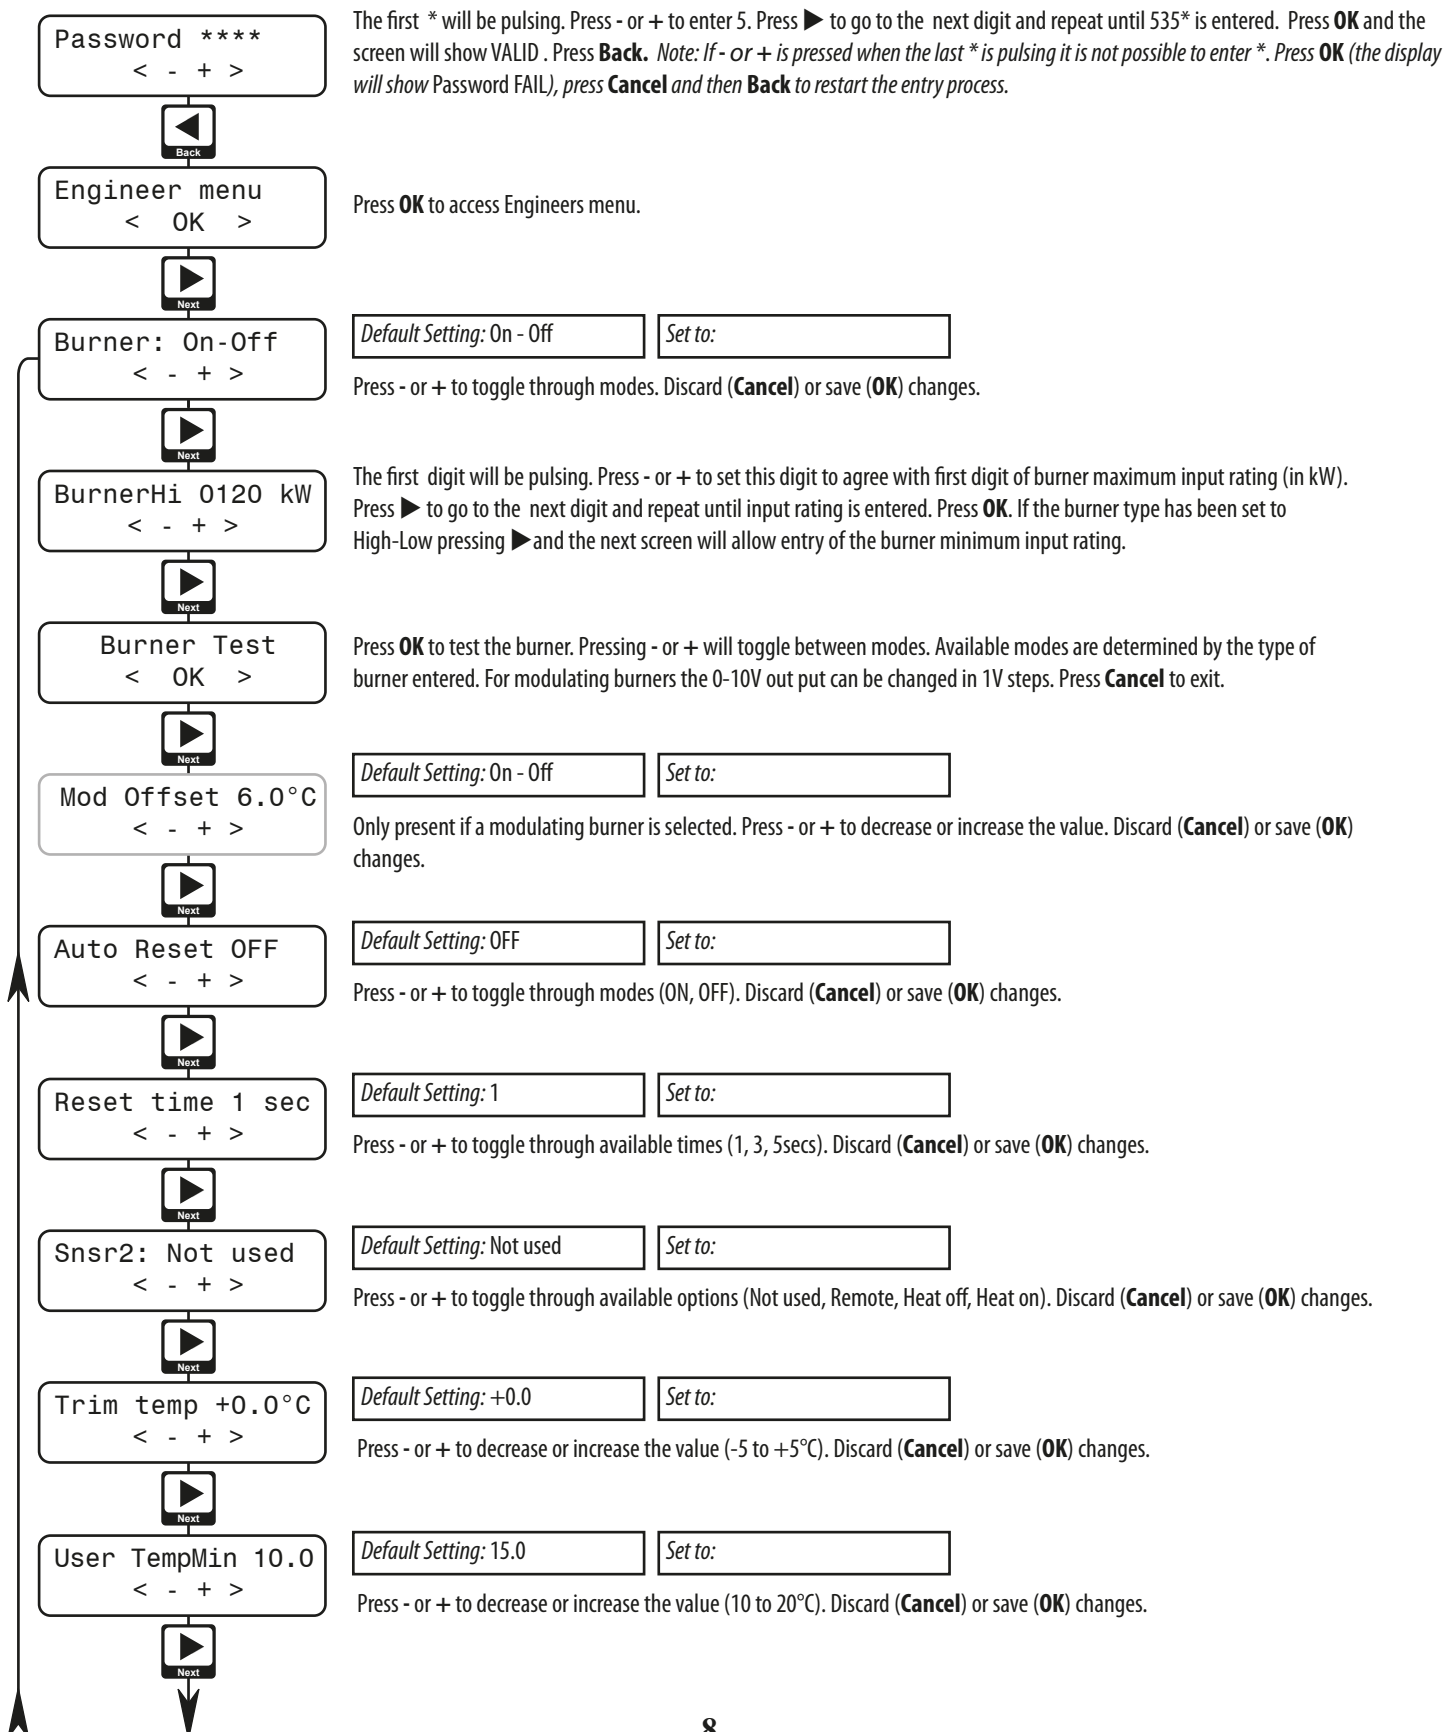 Password ****
< - + >
The first * will be pulsing. Press - or + to enter 5. Press ▶ to go to the next digit and repeat until 535* is entered. Press OK and the
screen will show VALID . Press Back. Note: If - or + is pressed when the last * is pulsing it is not possible to enter *. Press OK (the display
will show Password FAIL), press Cancel and then Back to restart the entry process.
Back
Engineer menu
< OK >
Press OK to access Engineers menu.
Next
Burner: On-Off
< - + >
Default Setting: On - Off
Set to:
Press - or + to toggle through modes. Discard (Cancel) or save (OK) changes.
Next
BurnerHi 0120 kW
< - + >
The first digit will be pulsing. Press - or + to set this digit to agree with first digit of burner maximum input rating (in kW).
Press ▶ to go to the next digit and repeat until input rating is entered. Press OK. If the burner type has been set to
High-Low pressing ▶ and the next screen will allow entry of the burner minimum input rating.
Next
Burner Test
< OK >
Press OK to test the burner. Pressing - or + will toggle between modes. Available modes are determined by the type of
burner entered. For modulating burners the 0-10V out put can be changed in 1V steps. Press Cancel to exit.
Next
Mod Offset 6.0°C
< - + >
Default Setting: On - Off
Set to:
Only present if a modulating burner is selected. Press - or + to decrease or increase the value. Discard (Cancel) or save (OK)
changes.
Next
Auto Reset OFF
< - + >
Default Setting: OFF
Set to:
Press - or + to toggle through modes (ON, OFF). Discard (Cancel) or save (OK) changes.
Next
Reset time 1 sec
< - + >
Default Setting: 1
Set to:
Press - or + to toggle through available times (1, 3, 5secs). Discard (Cancel) or save (OK) changes.
Next
Snsr2: Not used
< - + >
Default Setting: Not used
Set to:
Press - or + to toggle through available options (Not used, Remote, Heat off, Heat on). Discard (Cancel) or save (OK) changes.
Next
Trim temp +0.0°C
< - + >
Default Setting: +0.0
Set to:
Press - or + to decrease or increase the value (-5 to +5°C). Discard (Cancel) or save (OK) changes.
Next
User TempMin 10.0
< - + >
Default Setting: 15.0
Set to:
Press - or + to decrease or increase the value (10 to 20°C). Discard (Cancel) or save (OK) changes.
Next
8